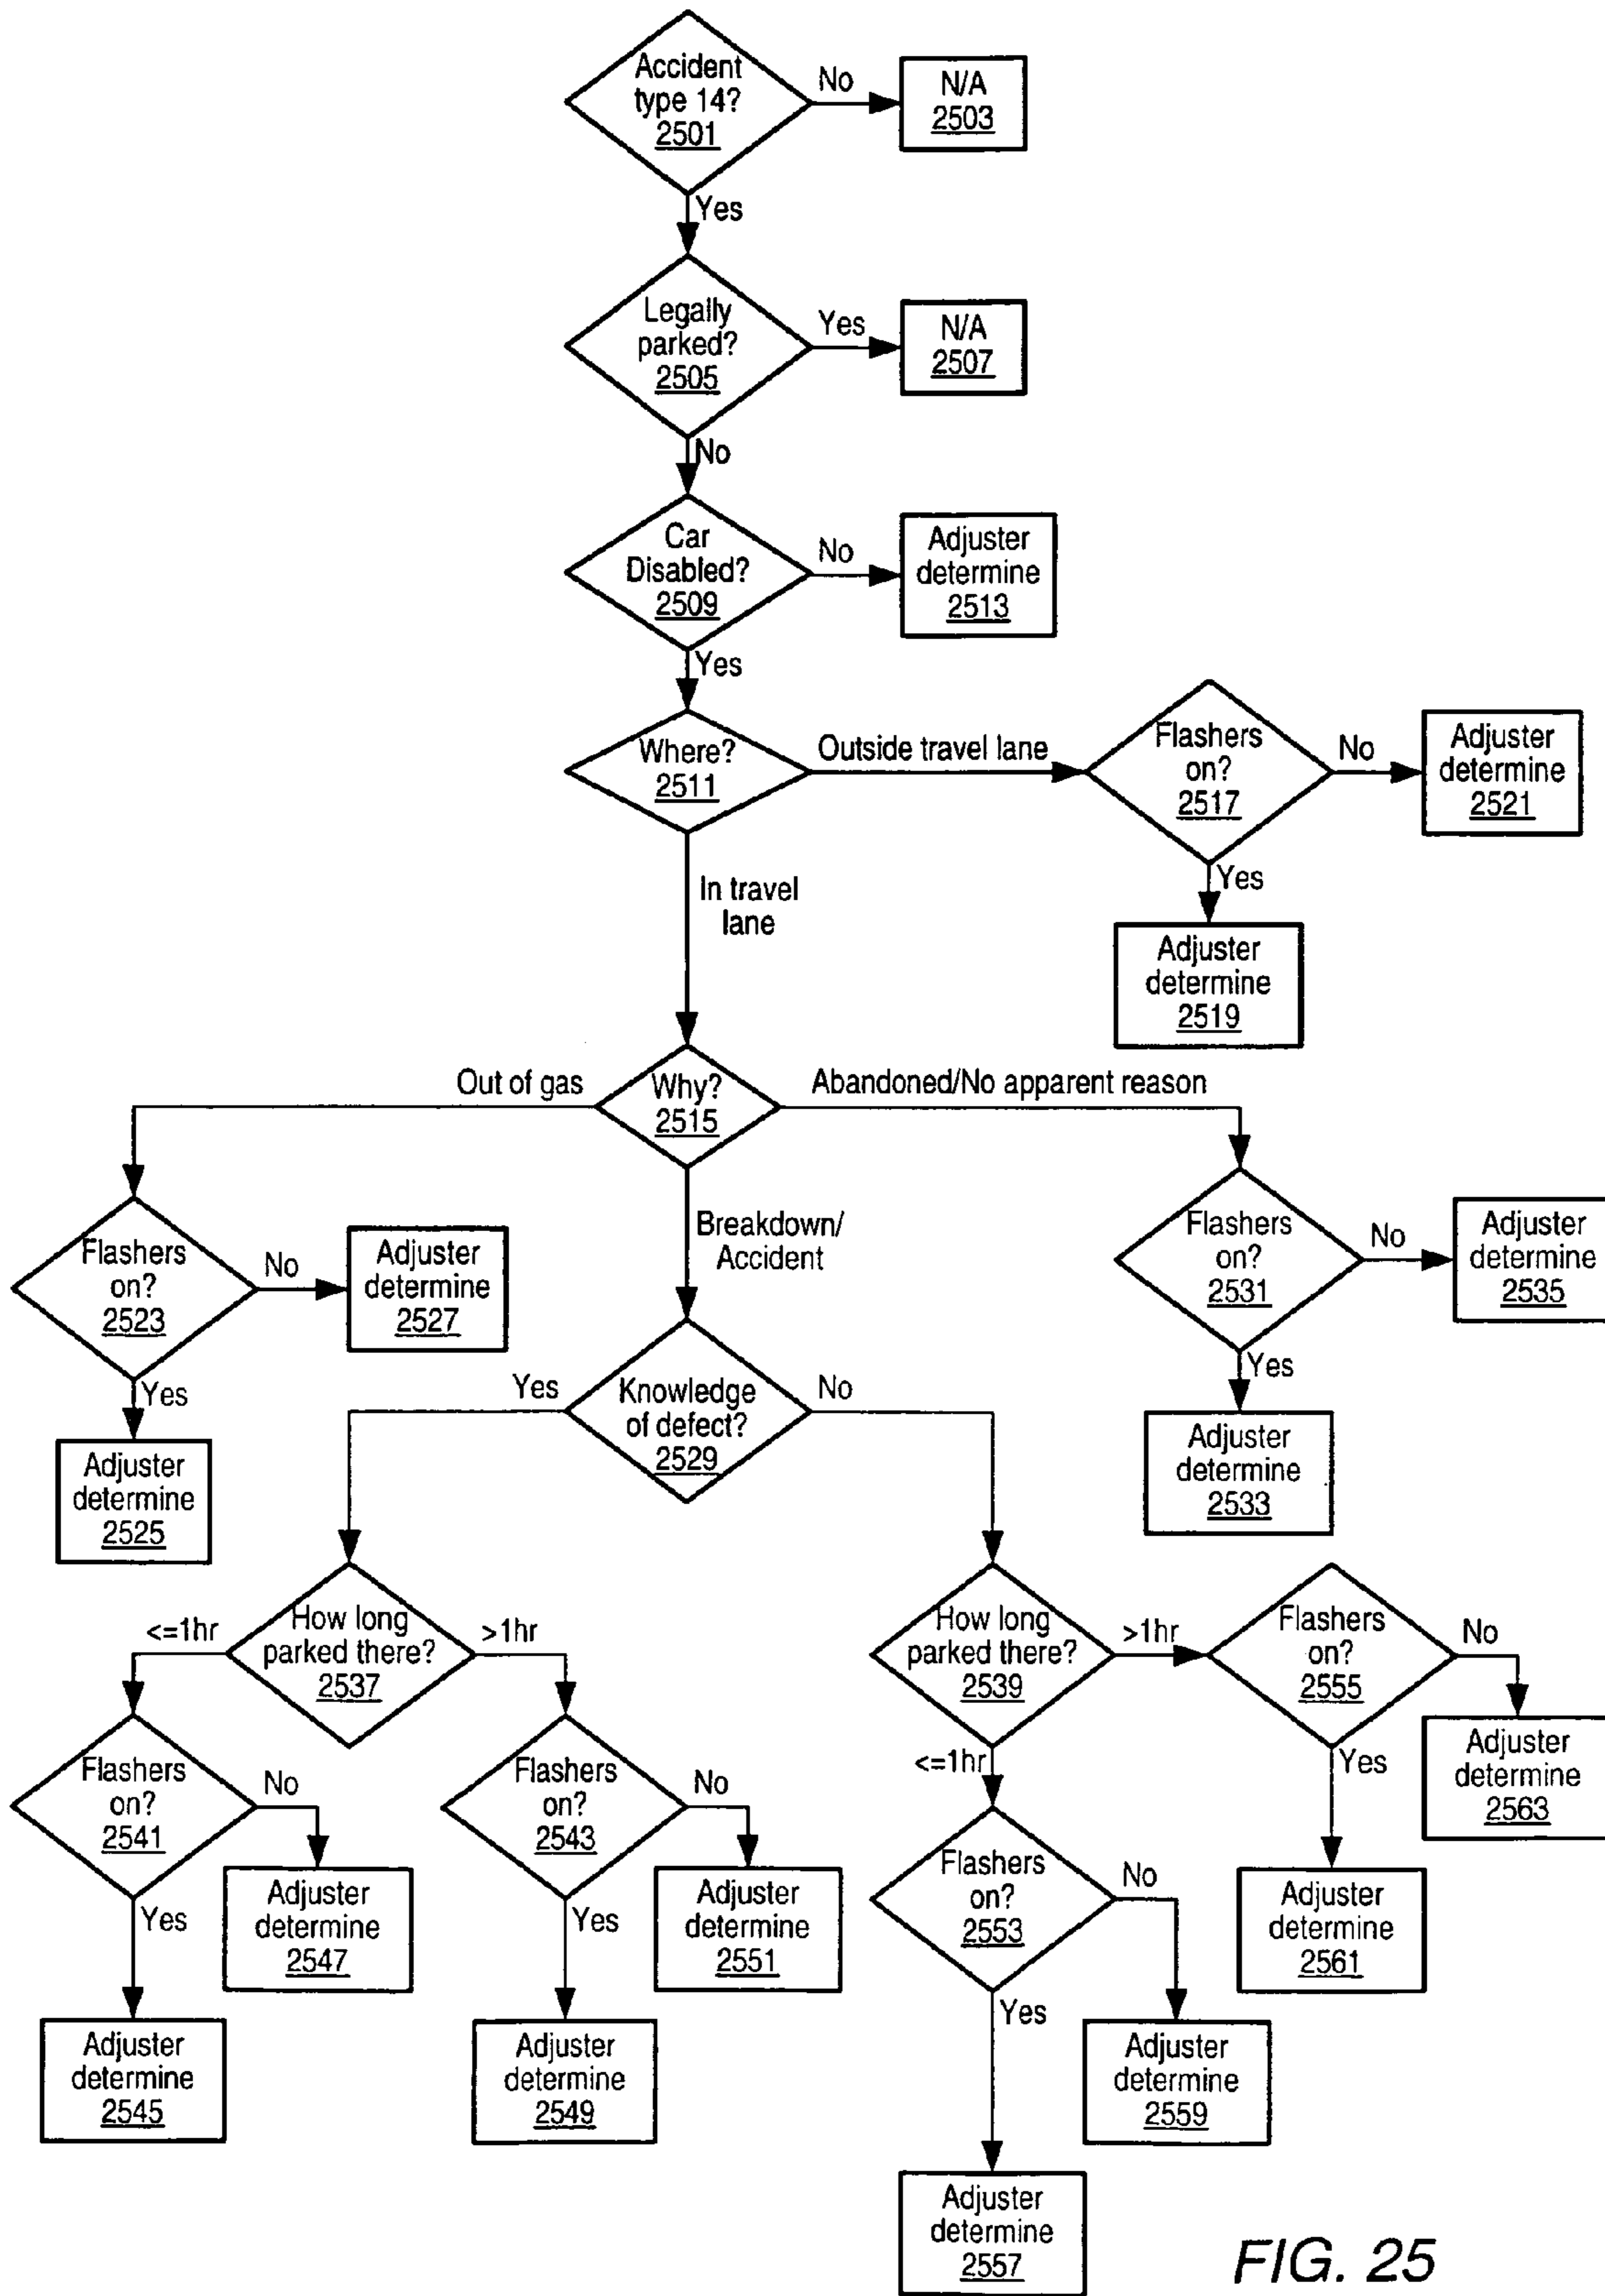 Accident
type 14?
2501
No
N/A
2503
Yes
Legally
parked?
2505
Yes
N/A
2507
No
Car
Disabled?
2509
No
Adjuster
determine
2513
Yes
Where?
2511
Outside travel lane
Flashers
on?
2517
No
Adjuster
determine
2521
Yes
Adjuster
determine
2519
In travel
lane
Why?
2515
Out of gas
Abandoned/No apparent reason
Flashers
on?
2523
No
Adjuster
determine
2527
Yes
Adjuster
determine
2525
Breakdown/
Accident
Flashers
on?
2531
No
Adjuster
determine
2535
Yes
Adjuster
determine
2533
Knowledge
of defect?
2529
Yes
No
How long
parked there?
2537
<=1hr
>1hr
Flashers
on?
2541
No
Adjuster
determine
2547
Yes
Adjuster
determine
2545
Flashers
on?
2543
No
Adjuster
determine
2551
Yes
Adjuster
determine
2549
How long
parked there?
2539
>1hr
<=1hr
Flashers
on?
2555
No
Adjuster
determine
2563
Yes
Adjuster
determine
2561
Flashers
on?
2553
No
Adjuster
determine
2559
Yes
Adjuster
determine
2557
FIG. 25